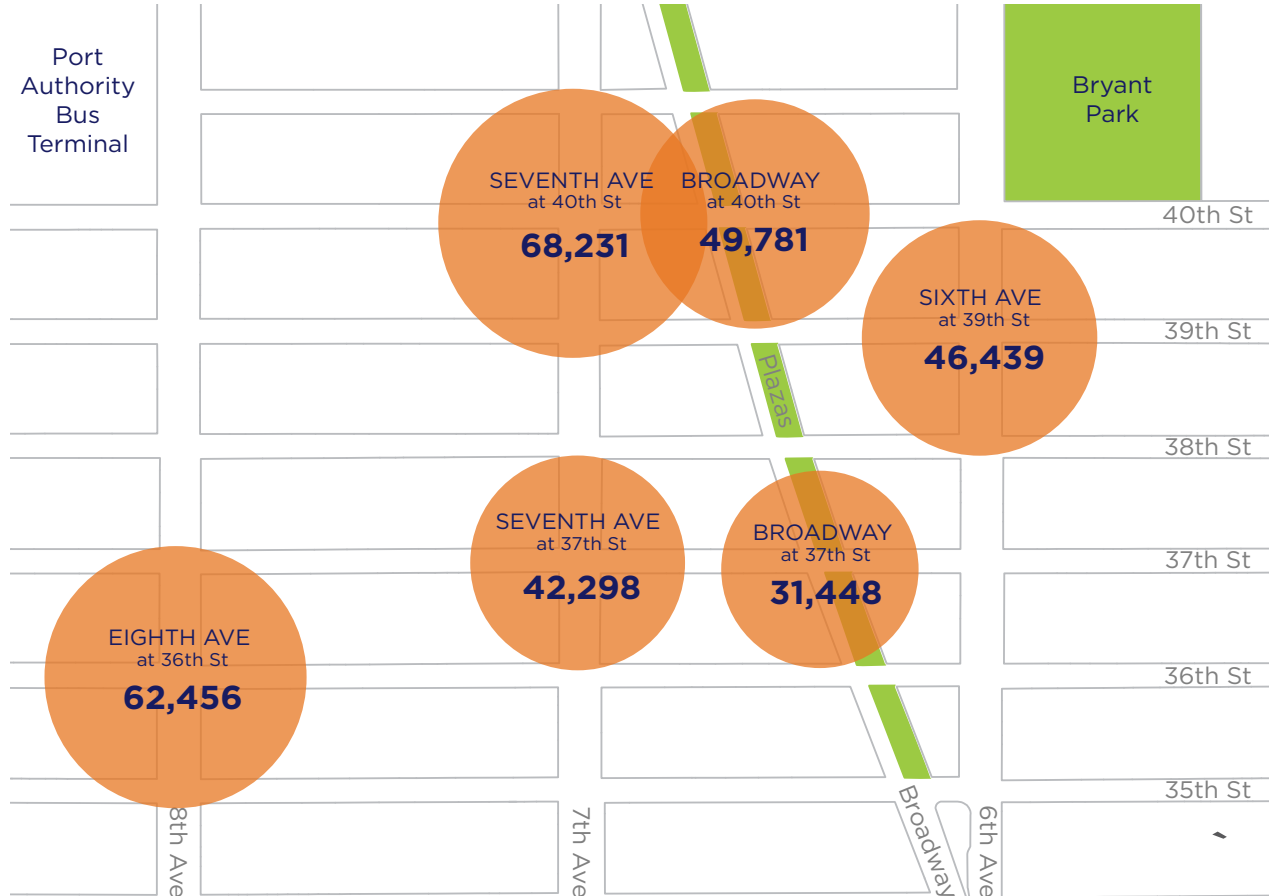 Port
Authority
Bus
Terminal
Bryant
Park
SEVENTH AVE
at 40th St
68,231
BROADWAY
at 40th St
49,781
40th St
SIXTH AVE
at 39th St
46,439
39th St
Plazas
38th St
SEVENTH AVE
at 37th St
42,298
BROADWAY
at 37th St
31,448
37th St
EIGHTH AVE
at 36th St
62,456
36th St
35th St
8th Ave
7th Ave
Broadway
6th Ave